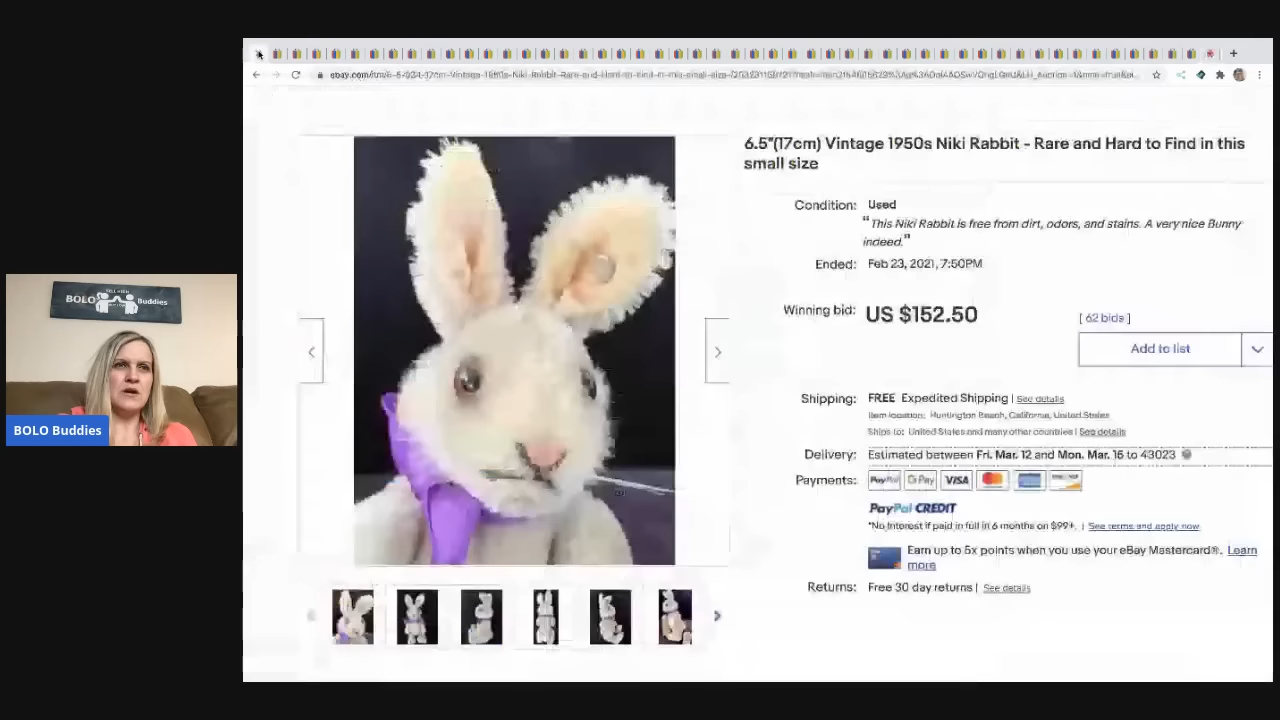 6.5"(17cm) Vintage 1950s Niki Rabbit - Rare and Hard to Find in this
small size
Condition: Used
"This Niki Rabbit is free from dirt, odors, and stains. A very nice Bunny
indeed."
Ended: Feb 23, 2021, 7:50PM
Winning bid: US $152.50 [ 62 bids ]
Add to list
Shipping: FREE Expedited Shipping | See details
Item location: Huntington Beach, California, United States
Ships to: United States and many other countries | See details
Delivery: Estimated between Fri. Mar. 12 and Mon. Mar. 15 to 43023
Payments: PayPal G Pay VISA
PayPal CREDIT
*No Interest if paid in full in 6 months on $99+. | See terms and apply now
Earn up to 5x points when you use your eBay Mastercard®. Learn
more
Returns: Free 30 day returns | See details
BOLO Buddies
BOLO Buddies